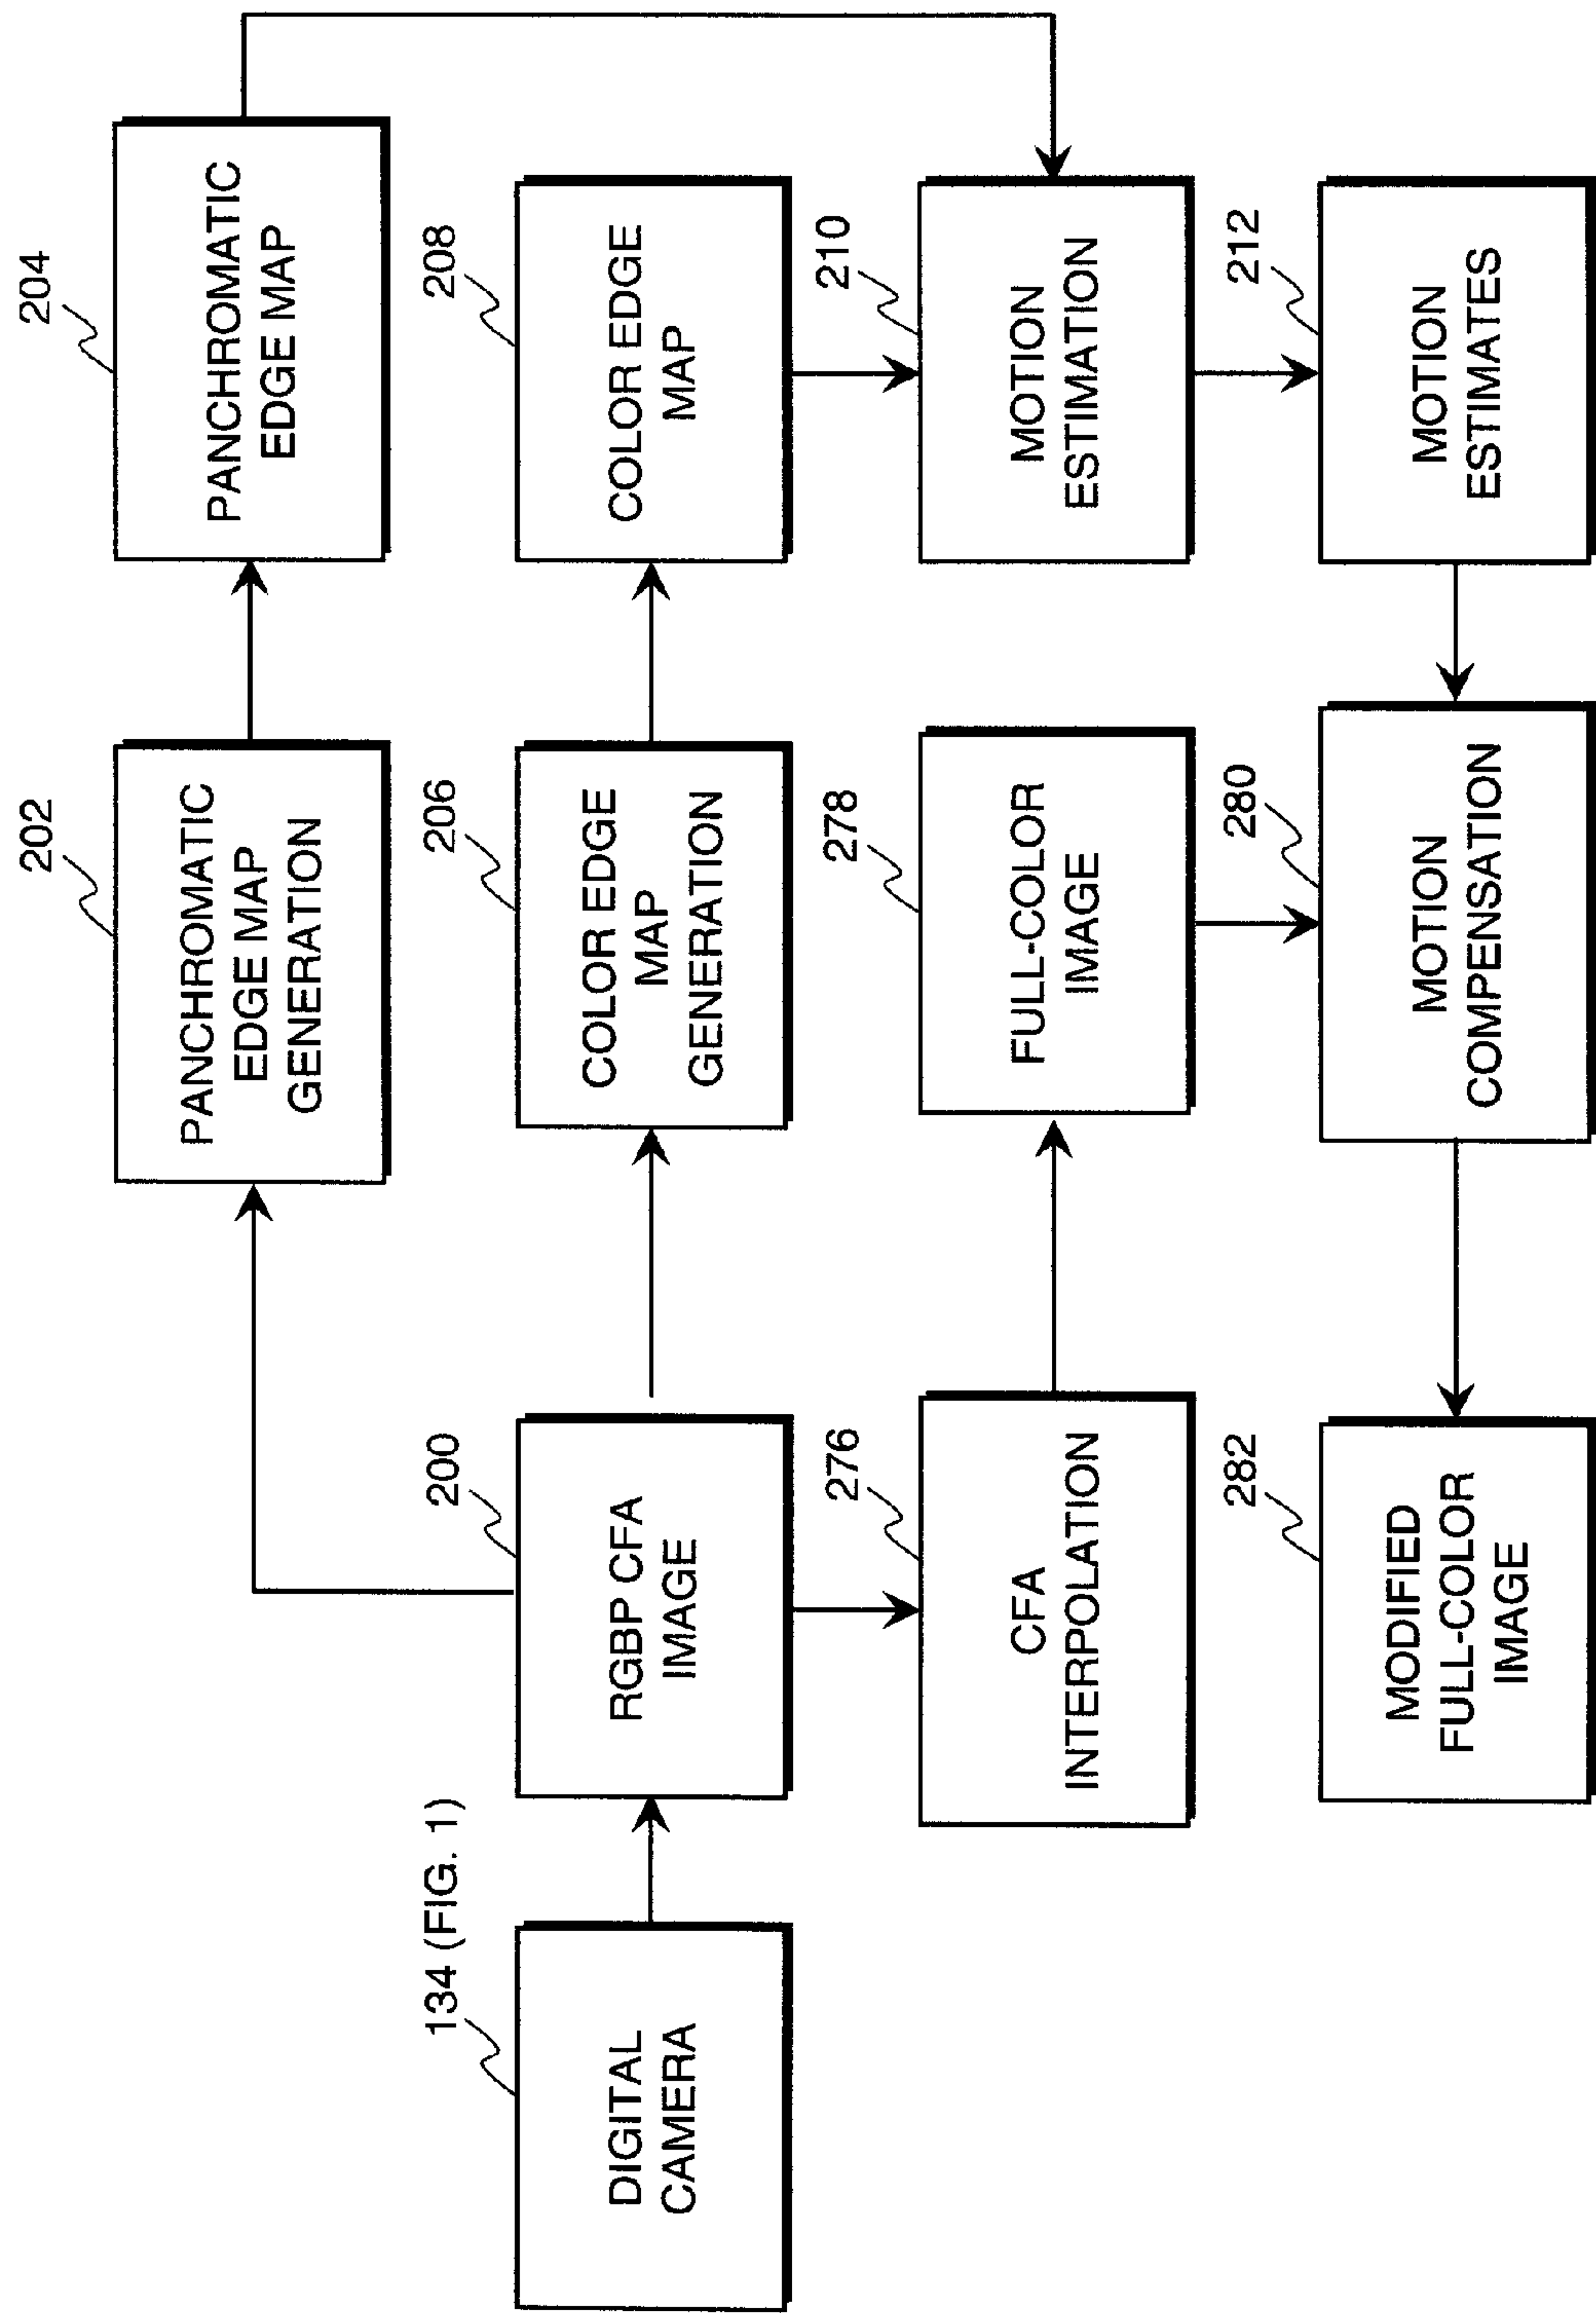 202
PANCHROMATIC
EDGE MAP
GENERATION
204
PANCHROMATIC
EDGE MAP
134 (FIG. 1)
DIGITAL
CAMERA
200
RGBP CFA
IMAGE
206
COLOR EDGE
MAP
GENERATION
208
COLOR EDGE
MAP
276
CFA
INTERPOLATION
278
FULL-COLOR
IMAGE
210
MOTION
ESTIMATION
282
MODIFIED
FULL-COLOR
IMAGE
280
MOTION
COMPENSATION
212
MOTION
ESTIMATES